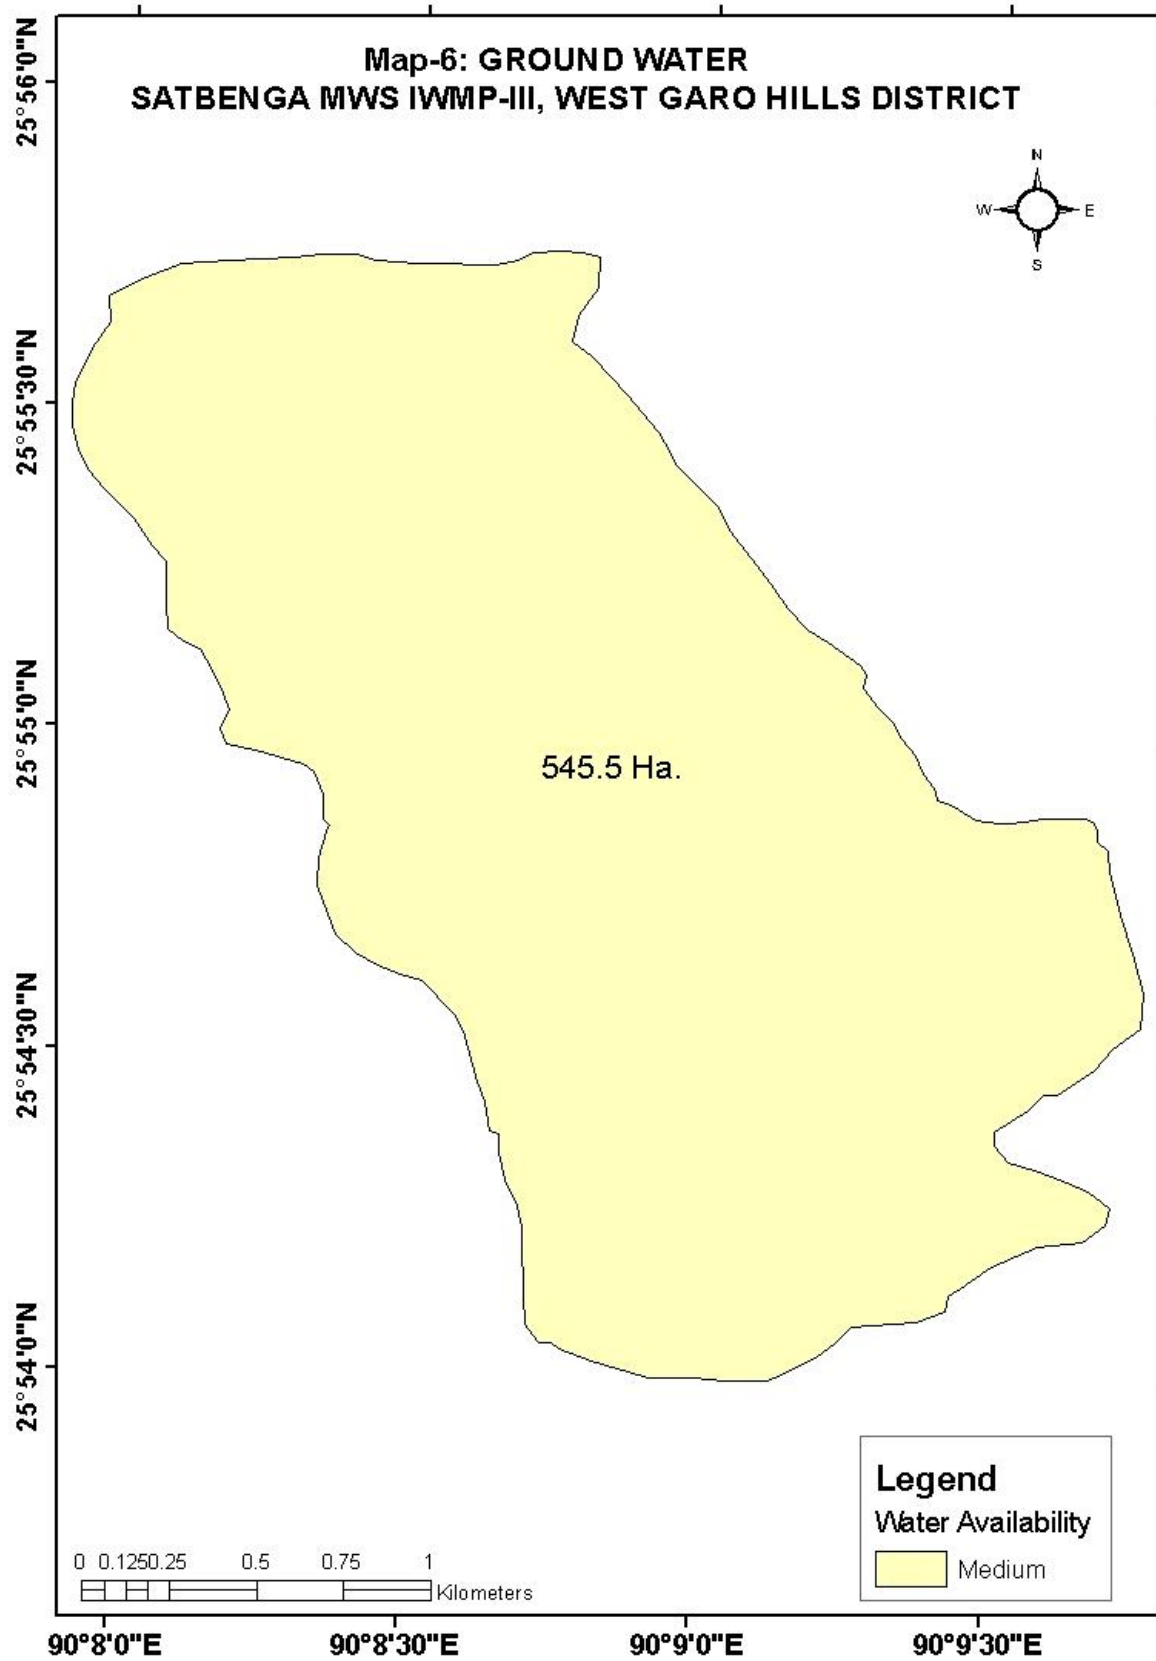 Map-6: GROUND WATER
SATBENGA MWS IWMP-III, WEST GARO HILLS DISTRICT
N
W E
S
25°56'0"N
25°55'30"N
25°55'0"N
25°54'30"N
25°54'0"N
545.5 Ha.
Legend
Water Availability
Medium
0 0.125 0.25 0.5 0.75 1
Kilometers
90°8'0"E 90°8'30"E 90°9'0"E 90°9'30"E